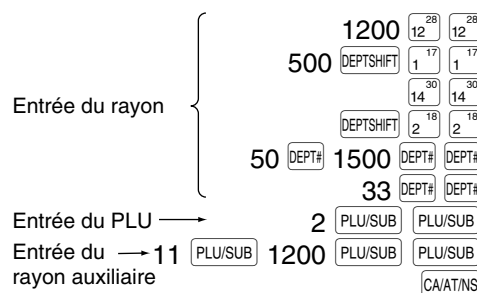 1200 12 28 12 28
500 DEPTSHIFT 1 17 1 17
14 30 14 30
Entrée du rayon
DEPTSHIFT 2 18 2 18
50 DEPT# 1500 DEPT# DEPT#
33 DEPT# DEPT#
Entrée du PLU 2 PLU/SUB PLU/SUB
Entrée du 11 PLU/SUB 1200 PLU/SUB PLU/SUB
rayon auxiliaire
CA/AT/NS